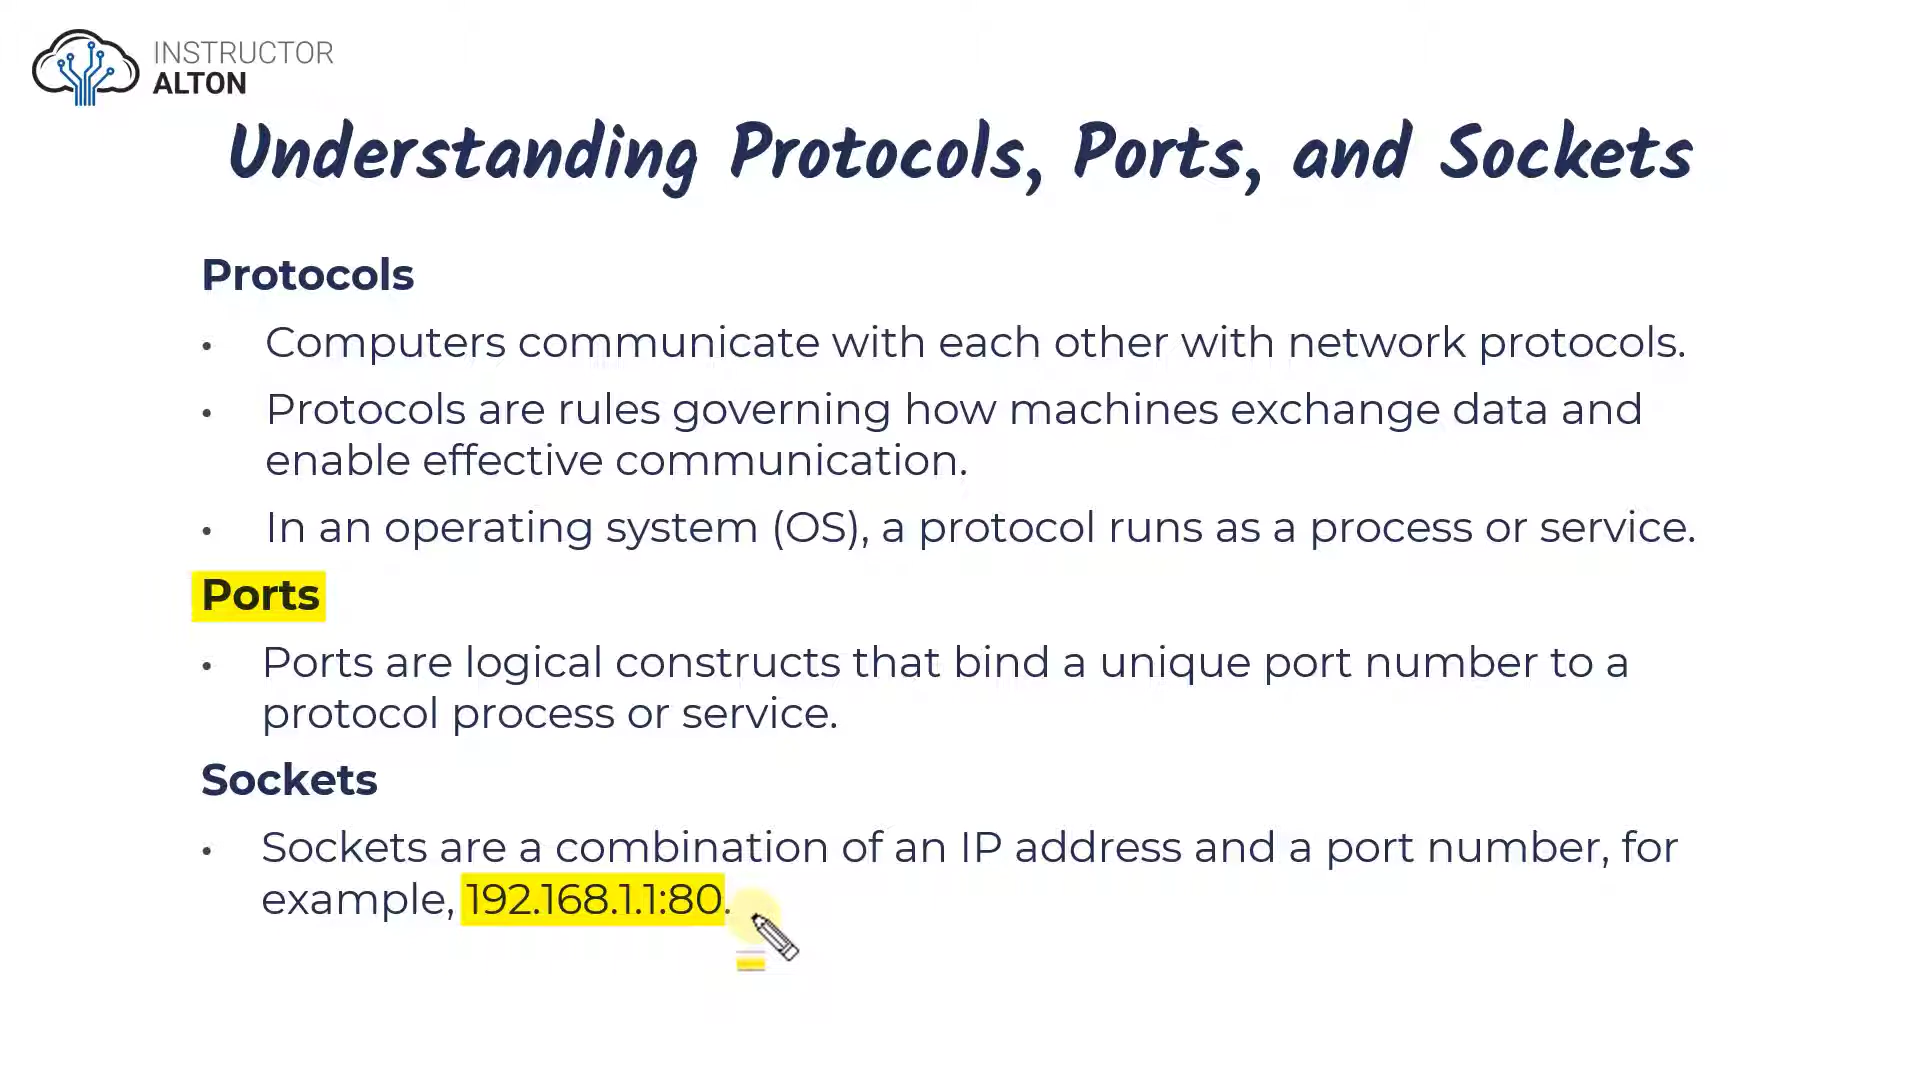 INSTRUCTOR
ALTON
Understanding Protocols, Ports, and Sockets
Protocols
• Computers communicate with each other with network protocols.
• Protocols are rules governing how machines exchange data and
enable effective communication.
• In an operating system (OS), a protocol runs as a process or service.
Ports
• Ports are logical constructs that bind a unique port number to a
protocol process or service.
Sockets
• Sockets are a combination of an IP address and a port number, for
example, 192.168.1.1:80.